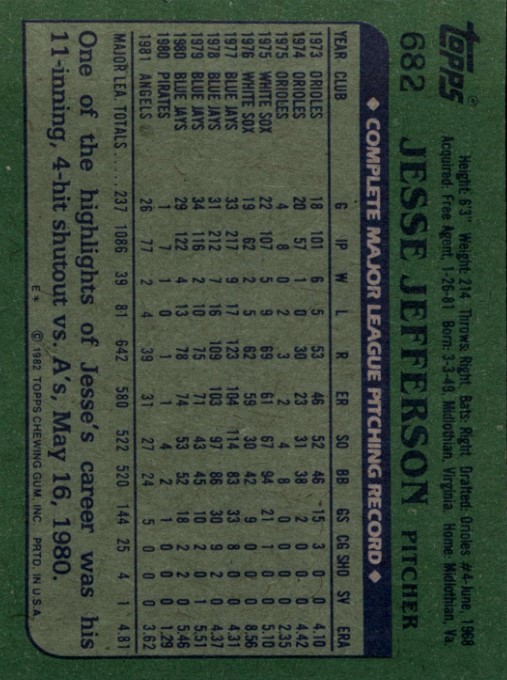 TOPPS®
Height: 6'3" Weight: 214 Throws: Right Bats: Right Drafted: Orioles #4-June, 1968
Acquired: Free Agent, 1-26-81 Born: 3-3-49, Midlothian, Virginia Home: Midlothian, Va.
682 JESSE JEFFERSON PITCHER
◆ COMPLETE MAJOR LEAGUE PITCHING RECORD ◆
YEAR CLUB G IP W L R ER SO BB GS CG SHO SV ERA
1973 ORIOLES 18 101 6 5 53 46 52 46 15 3 0 0 4.10
1974 ORIOLES 20 57 1 0 30 28 31 38 2 0 0 0 4.42
1975 ORIOLES 4 8 0 2 3 2 4 8 0 0 0 0 2.35
1975 WHITE SOX 22 107 5 9 69 61 67 94 21 1 0 0 5.10
1976 WHITE SOX 19 62 2 5 62 59 30 42 9 0 0 0 8.56
1977 BLUE JAYS 33 217 9 17 123 104 114 83 33 8 0 0 4.31
1978 BLUE JAYS 31 212 7 16 109 103 97 86 30 9 2 0 4.37
1979 BLUE JAYS 34 116 2 10 75 71 43 45 10 2 0 1 5.51
1980 BLUE JAYS 29 122 4 13 78 74 53 52 18 2 2 0 5.46
1980 PIRATES 1 7 1 0 1 1 4 2 1 0 0 0 1.29
1981 ANGELS 26 77 2 4 39 31 27 24 5 0 0 0 3.62
MAJOR LEA. TOTALS ..... 237 1086 39 81 642 580 522 520 144 25 4 1 4.81
One of the highlights of Jesse's career was his
11-inning, 4-hit shutout vs. A's, May 16, 1980.
E* © 1982 TOPPS CHEWING GUM, INC. PRTD. IN U.S.A.